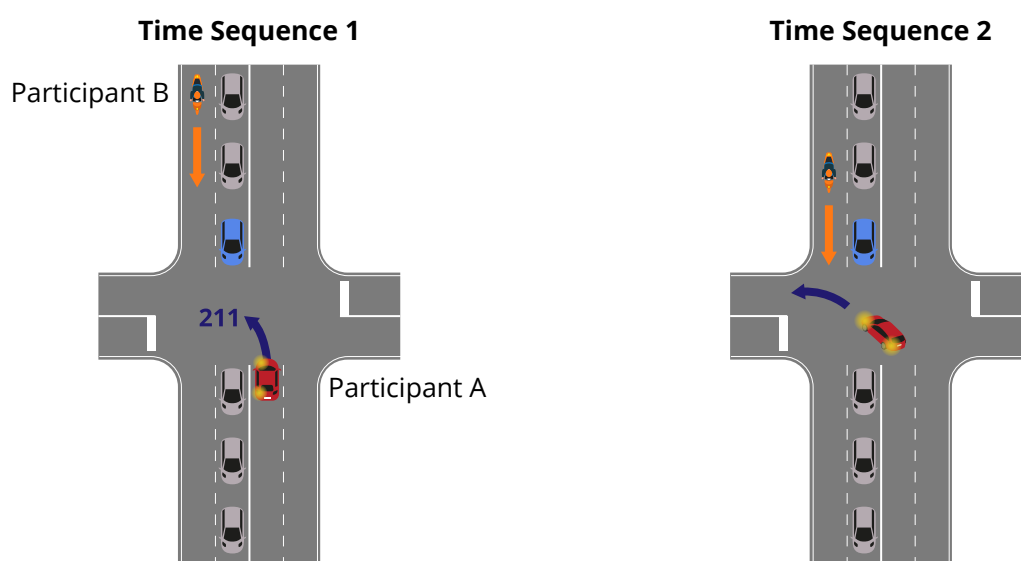 Time Sequence 1
Time Sequence 2
Participant B
211
Participant A